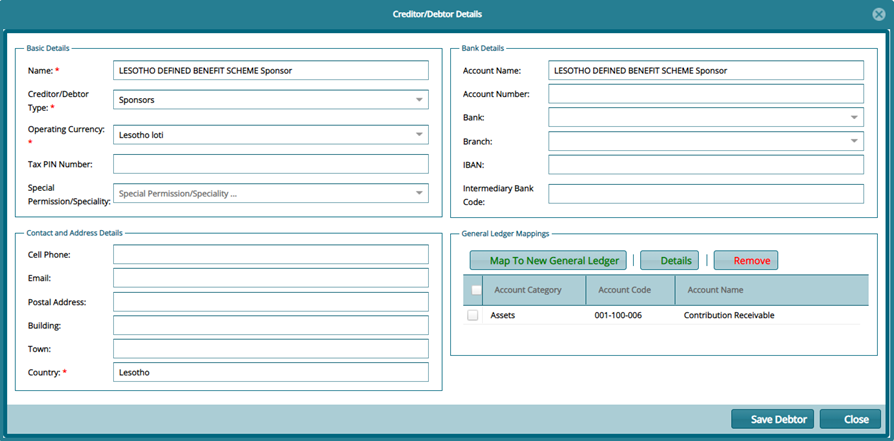 Creditor/Debtor Details
Basic Details
Name: *
LESOTHO DEFINED BENEFIT SCHEME Sponsor
Creditor/Debtor
Type: *
Sponsors
Operating Currency:
*
Lesotho loti
Tax PIN Number:
Special
Permission/Speciality:
Special Permission/Speciality ...
Contact and Address Details
Cell Phone:
Email:
Postal Address:
Building:
Town:
Country: *
Lesotho
Bank Details
Account Name:
LESOTHO DEFINED BENEFIT SCHEME Sponsor
Account Number:
Bank:
Branch:
IBAN:
Intermediary Bank
Code:
General Ledger Mappings
Map To New General Ledger | Details | Remove
Account Category Account Code Account Name
Assets 001-100-006 Contribution Receivable
Save Debtor Close